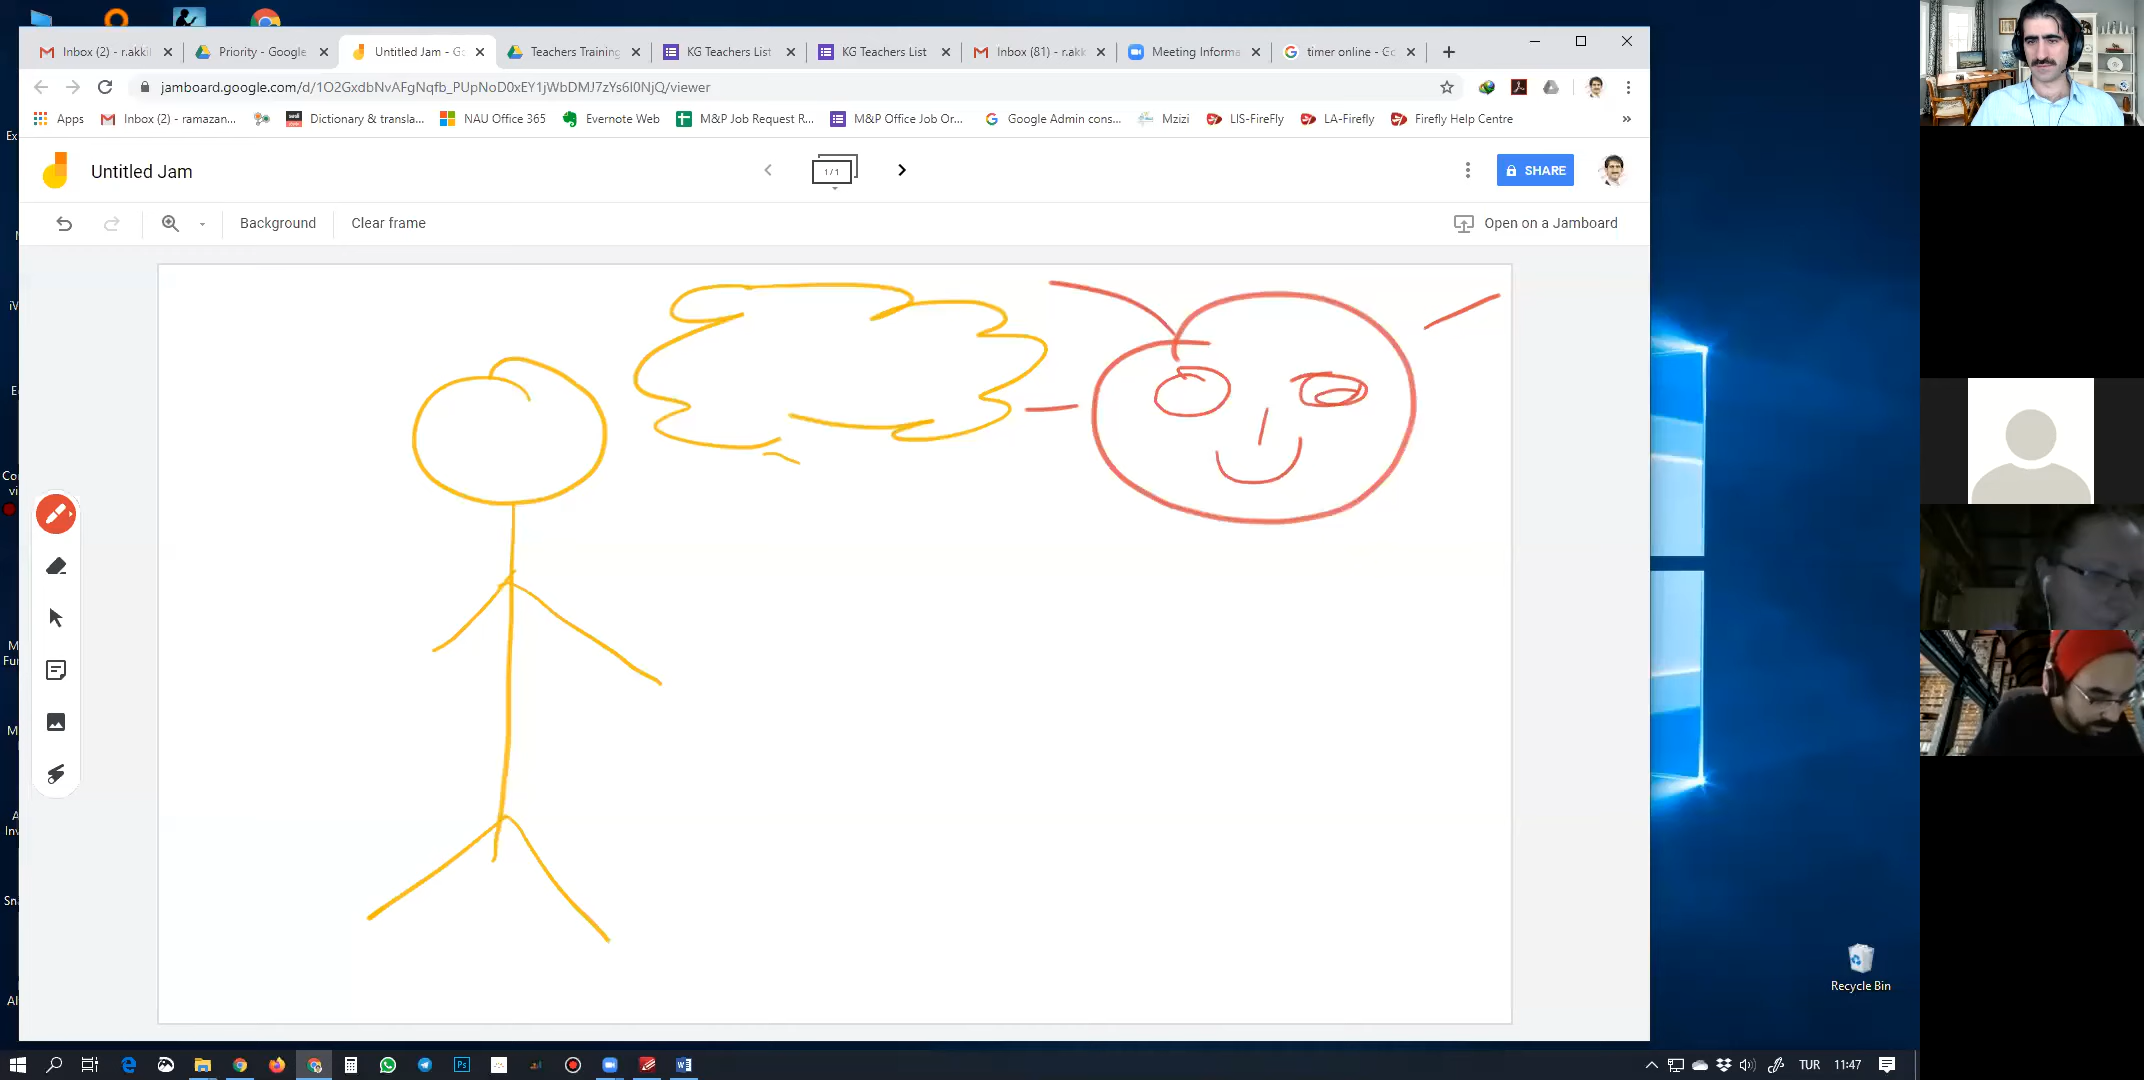 Inbox (2) - r.akkil
Priority - Google
Untitled Jam - Go
Teachers Training
KG Teachers List
KG Teachers List
Inbox (81) - r.akk
Meeting Informa
timer online - Go
jamboard.google.com/d/1O2GxdbNvAFgNqfb_PUpNoD0xEY1jWbDMJ7zYs6I0NjQ/viewer
Apps
Inbox (2) - ramazan...
Dictionary & transla...
NAU Office 365
Evernote Web
M&P Job Request R...
M&P Office Job Or...
Google Admin cons...
Mzizi
LIS-FireFly
LA-Firefly
Firefly Help Centre
Untitled Jam
1 / 1
SHARE
Background
Clear frame
Open on a Jamboard
Recycle Bin
TUR
11:47